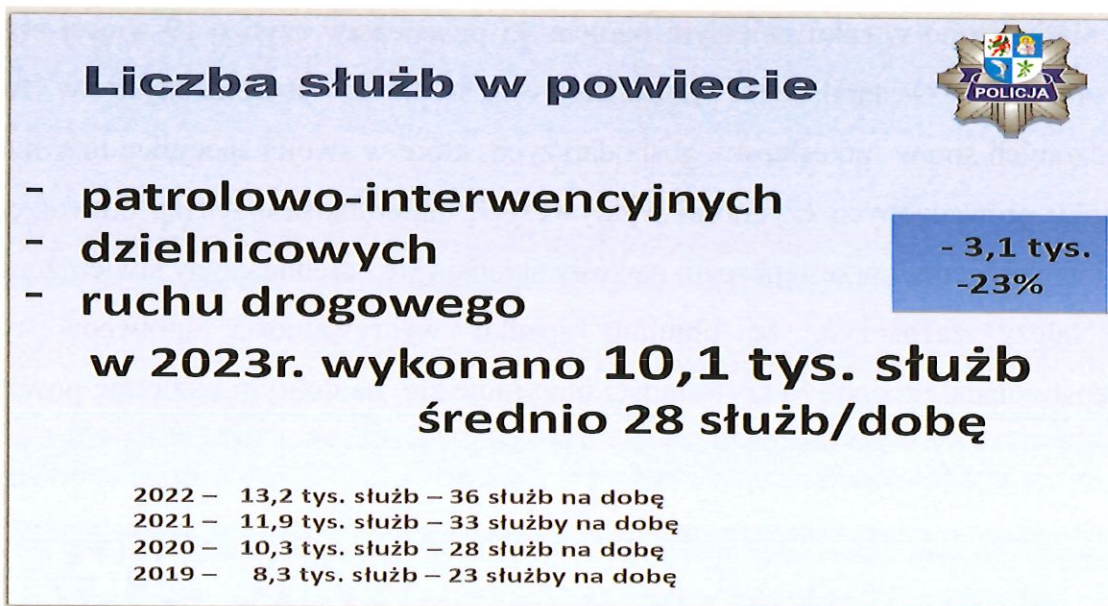 Liczba służb w powiecie
POLICJA
- patrolowo-interwencyjnych
- dzielnicowych
- ruchu drogowego
- 3,1 tys.
-23%
w 2023r. wykonano 10,1 tys. służb
średnio 28 służb/dobę
2022 – 13,2 tys. służb – 36 służb na dobę
2021 – 11,9 tys. służb – 33 służby na dobę
2020 – 10,3 tys. służb – 28 służb na dobę
2019 – 8,3 tys. służb – 23 służby na dobę